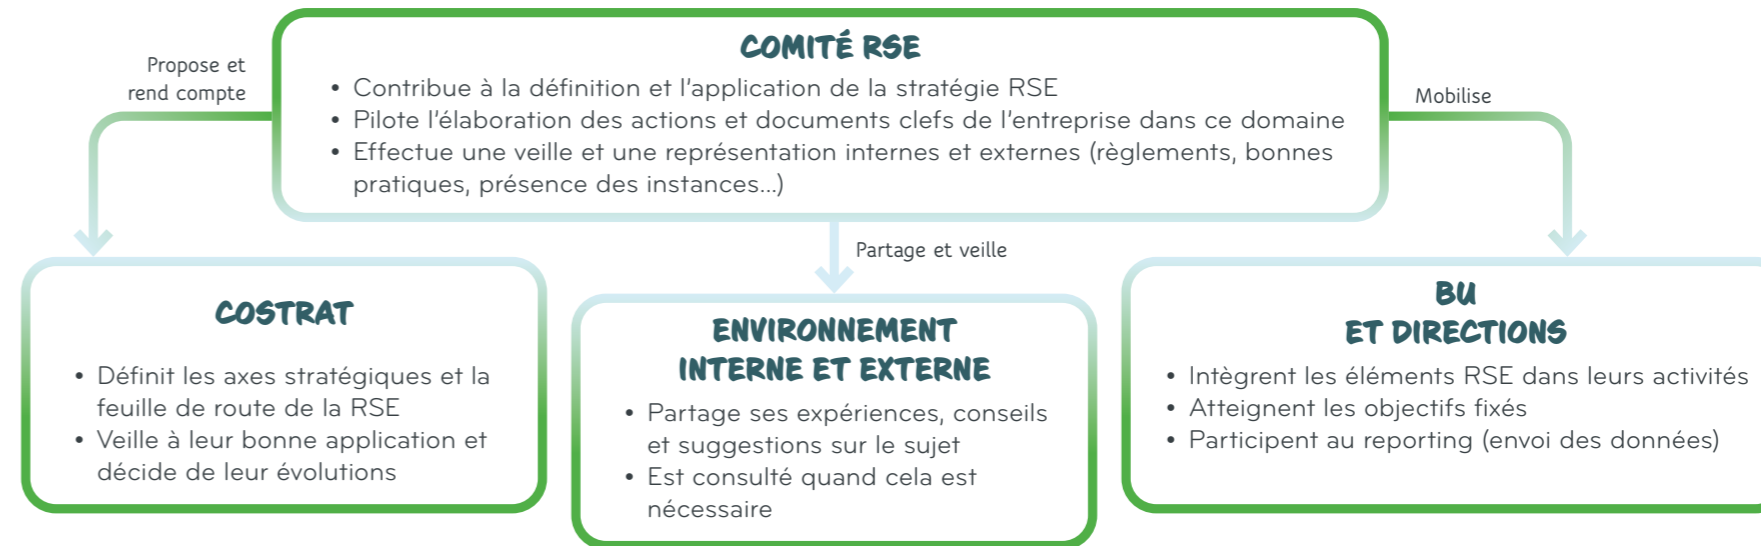 COMITÉ RSE
• Contribue à la définition et l'application de la stratégie RSE
• Pilote l'élaboration des actions et documents clefs de l'entreprise dans ce domaine
• Effectue une veille et une représentation internes et externes (règlements, bonnes
pratiques, présence des instances...)
Propose et
rend compte
Mobilise
Partage et veille
COSTRAT
• Définit les axes stratégiques et la
feuille de route de la RSE
• Veille à leur bonne application et
décide de leur évolutions
ENVIRONNEMENT
INTERNE ET EXTERNE
• Partage ses expériences, conseils
et suggestions sur le sujet
• Est consulté quand cela est
nécessaire
BU
ET DIRECTIONS
• Intègrent les éléments RSE dans leurs activités
• Atteignent les objectifs fixés
• Participent au reporting (envoi des données)